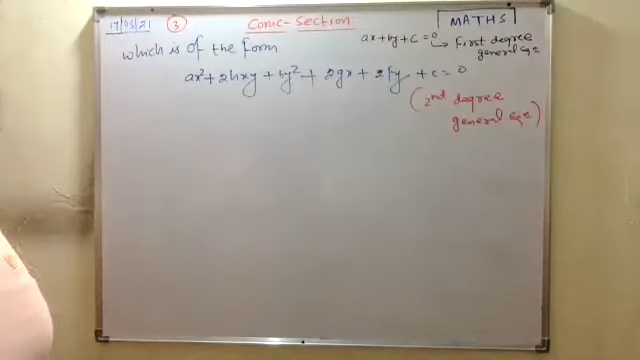 17/05/21 3 Conic-Section MATHS
which is of the form
ax+by+c=0 → First degree
general eqn
ax²+2hxy+by²+2gx+2fy+c=0
(2nd degree
general eqn)